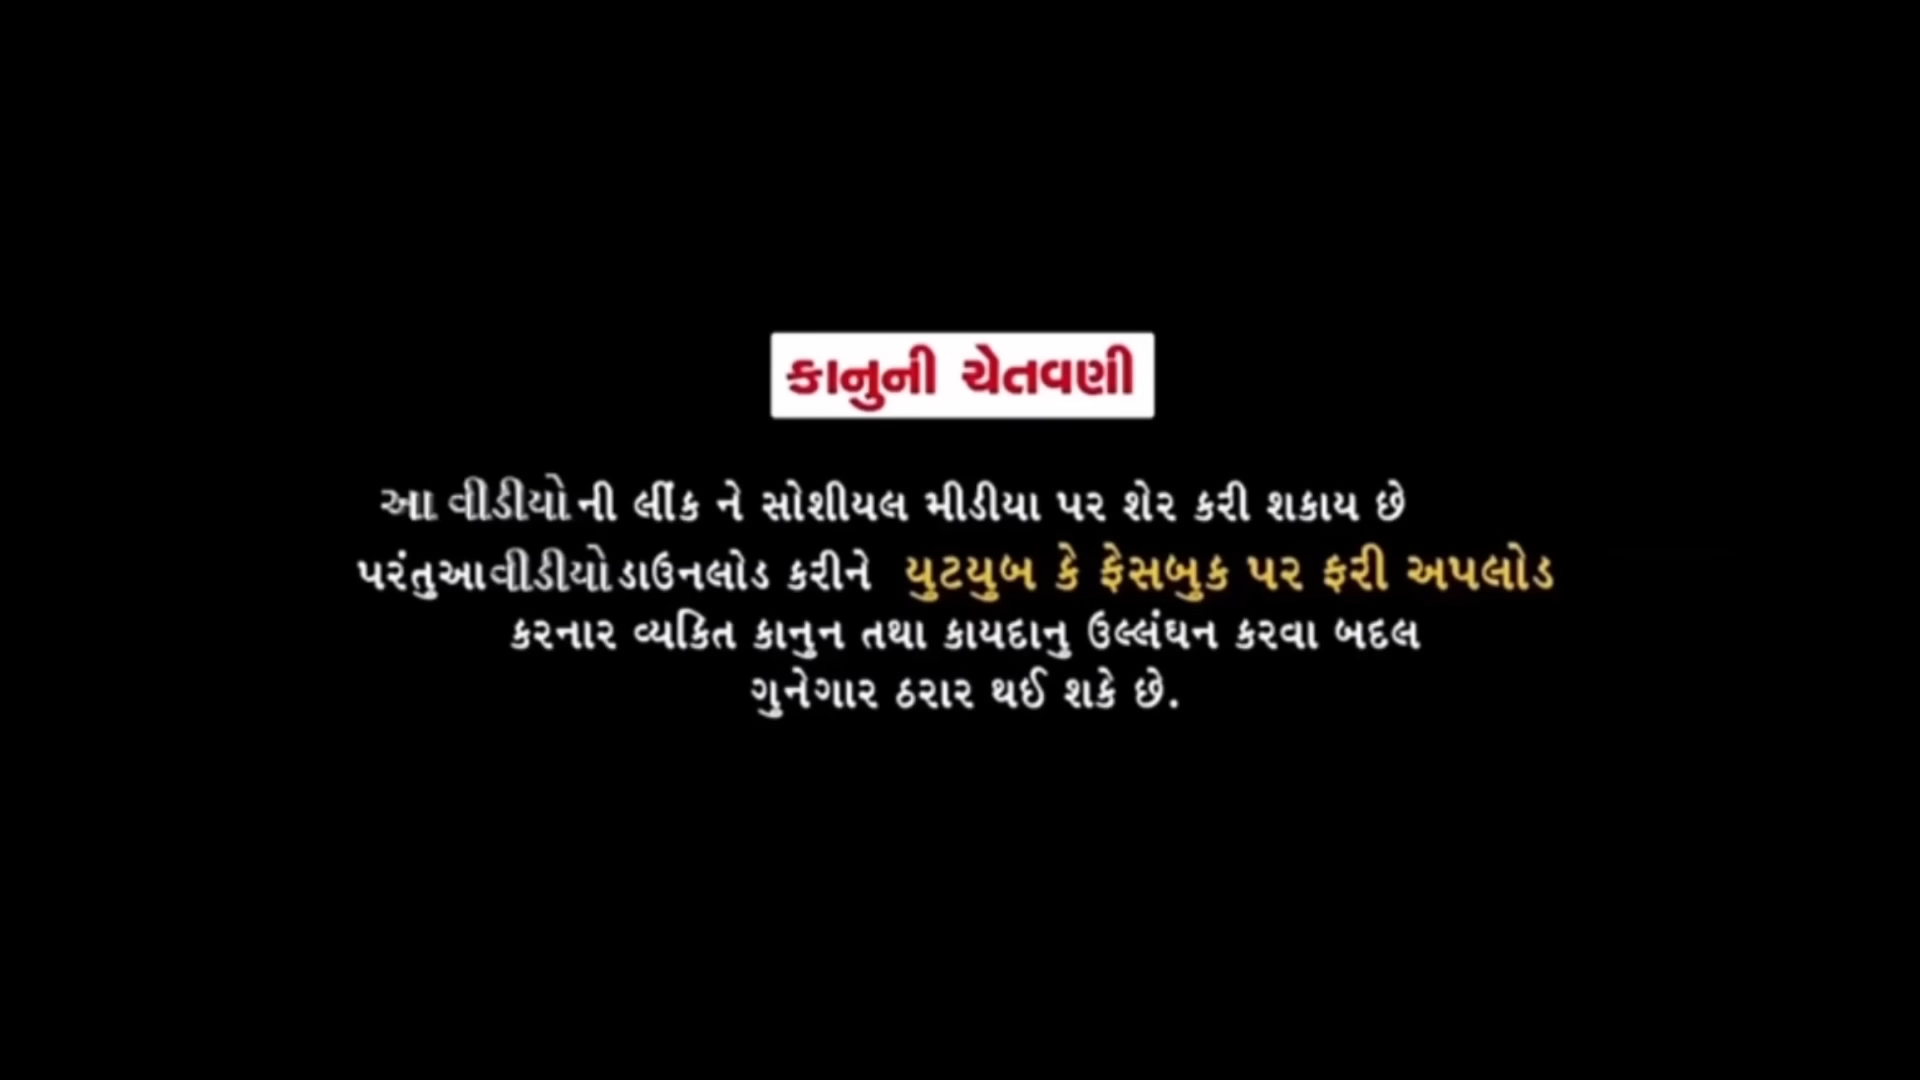 કાનુની ચેતવણી
આ વીડીયો ની લીંક ને સોશીયલ મીડીયા પર શેર કરી શકાય છે
પરંતુઆવીડીયો ડાઉનલોડ કરીને યુટયુબ કે ફેસબુક પર ફરી અપલોડ
કરનાર વ્યકિત કાનુન તથા કાયદાનુ ઉલ્લંઘન કરવા બદલ
ગુનેગાર ઠરાર થઈ શકે છે.